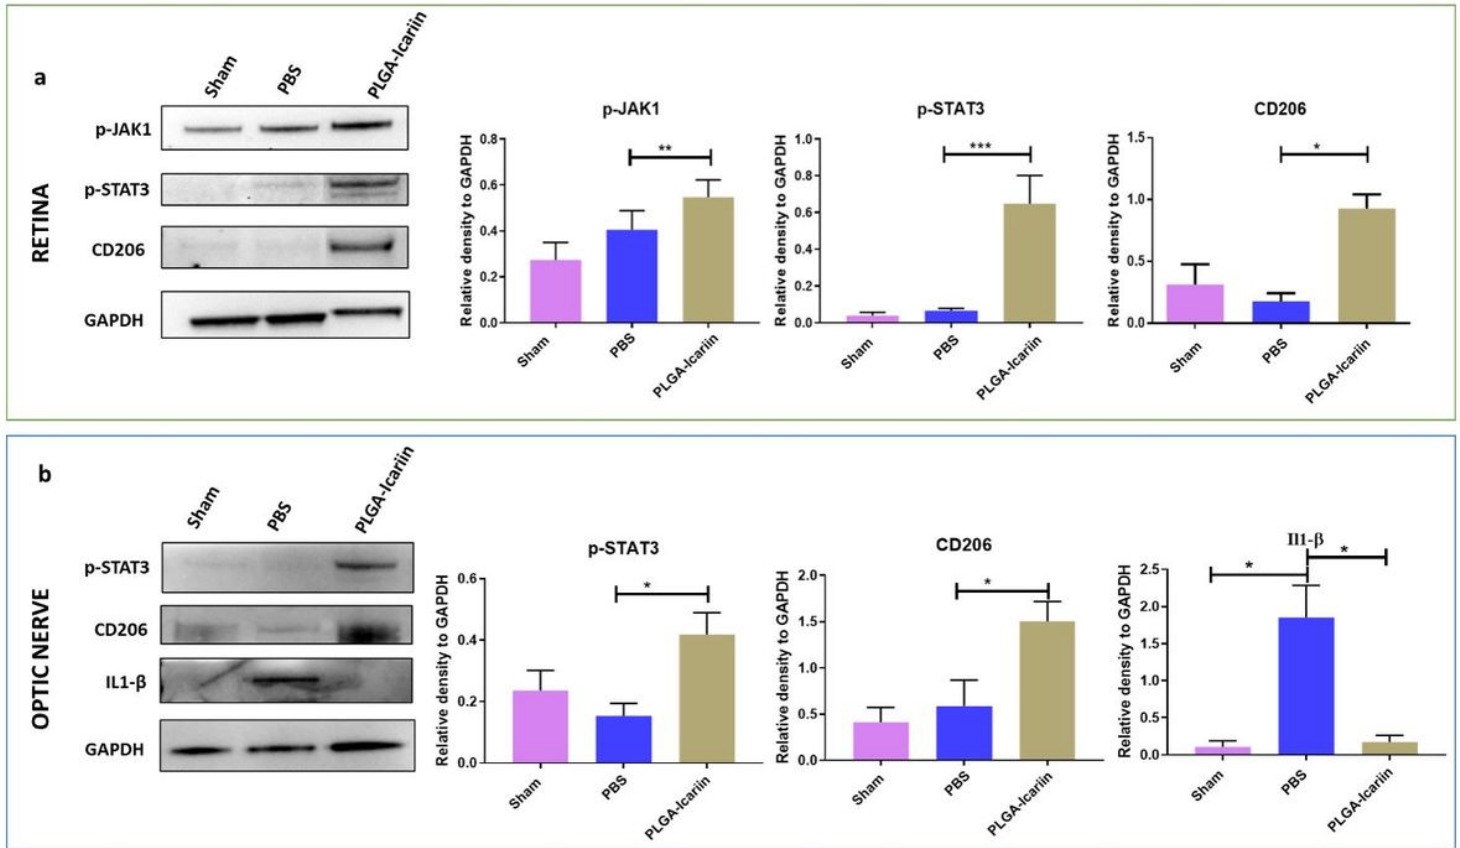 a
RETINA
Sham
PBS
PLGA-Icariin
p-JAK1
p-STAT3
CD206
GAPDH
p-JAK1
Relative density to GAPDH
0.8
0.6
0.4
0.2
0.0
**
Sham
PBS
PLGA-Icariin
p-STAT3
Relative density to GAPDH
1.0
0.8
0.6
0.4
0.2
0.0
***
Sham
PBS
PLGA-Icariin
CD206
Relative density to GAPDH
1.5
1.0
0.5
0.0
*
Sham
PBS
PLGA-Icariin
b
OPTIC NERVE
Sham
PBS
PLGA-Icariin
p-STAT3
CD206
IL1-β
GAPDH
p-STAT3
Relative density to GAPDH
0.6
0.4
0.2
0.0
*
Sham
PBS
PLGA-Icariin
CD206
Relative density to GAPDH
2.0
1.5
1.0
0.5
0.0
*
Sham
PBS
PLGA-Icariin
Il1-β
Relative density to GAPDH
2.5
2.0
1.5
1.0
0.5
0.0
*
*
Sham
PBS
PLGA-Icariin